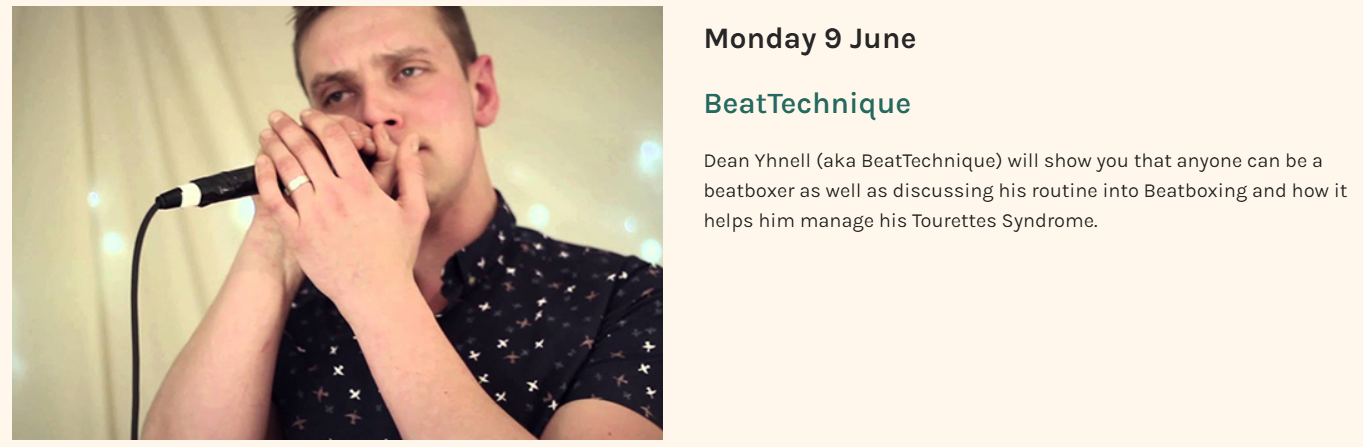 Monday 9 June
BeatTechnique
Dean Yhnell (aka BeatTechnique) will show you that anyone can be a
beatboxer as well as discussing his routine into Beatboxing and how it
helps him manage his Tourettes Syndrome.